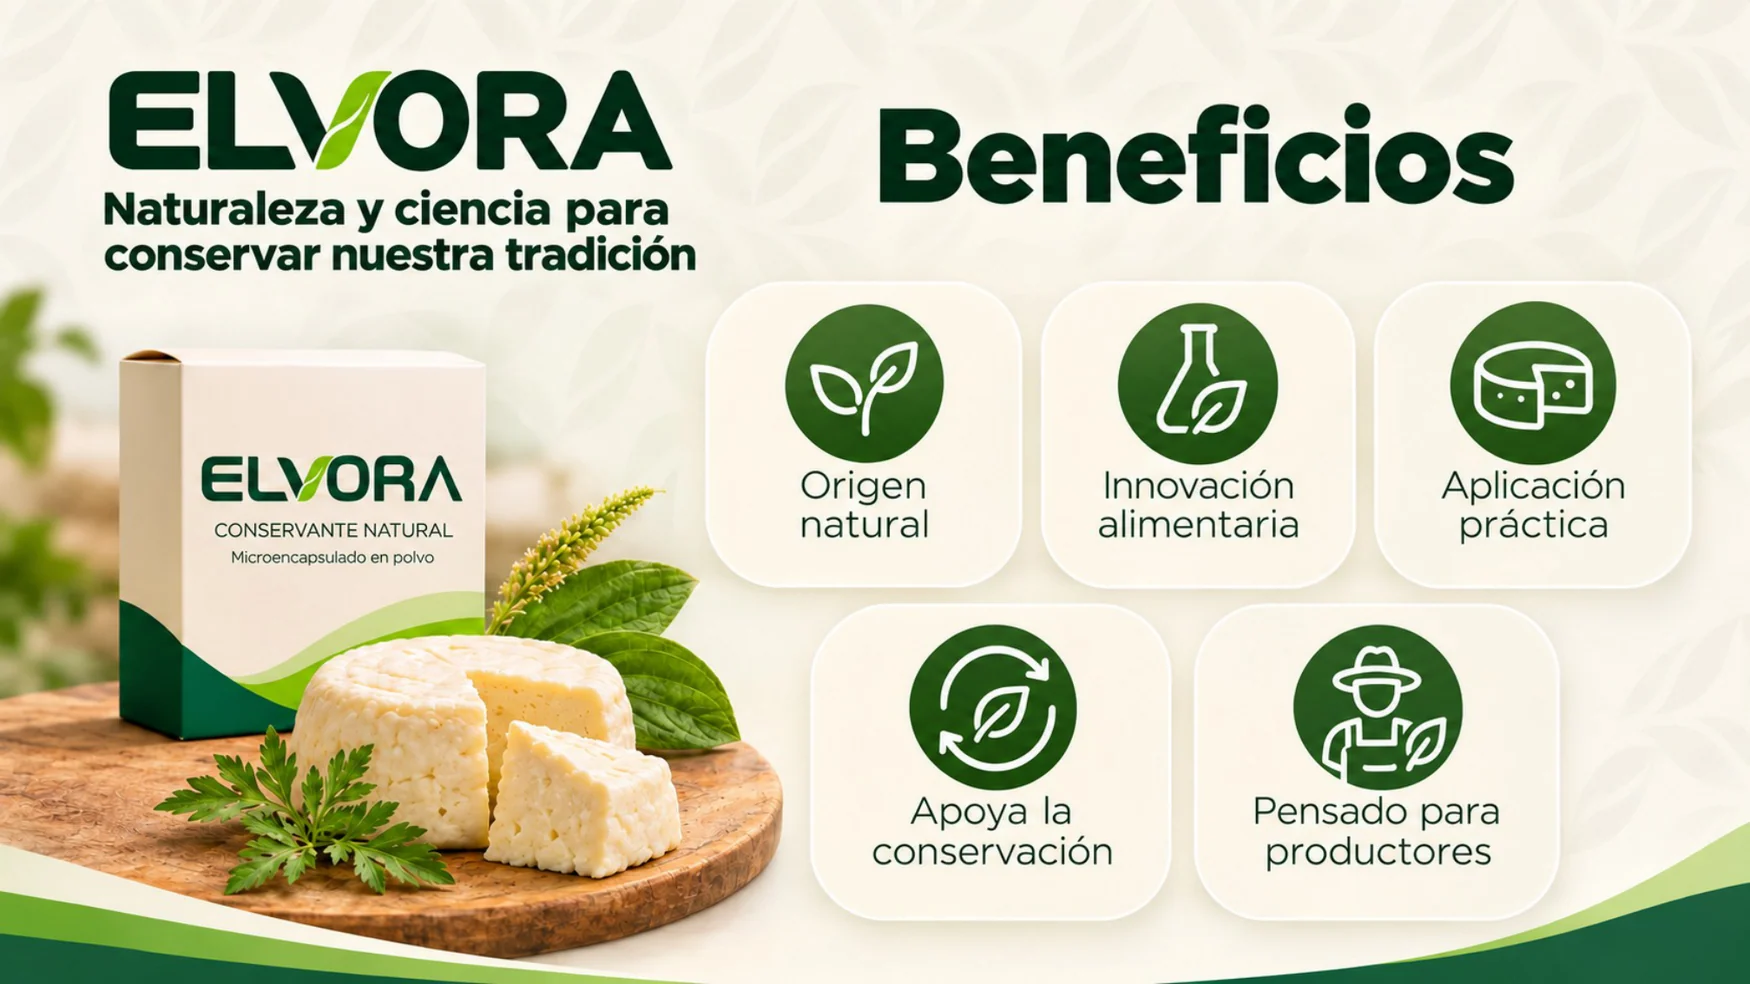 ELVORA
Naturaleza y ciencia para
conservar nuestra tradición
ELVORA
CONSERVANTE NATURAL
Microencapsulado en polvo
Beneficios
Origen
natural
Innovación
alimentaria
Aplicación
práctica
Apoya la
conservación
Pensado para
productores